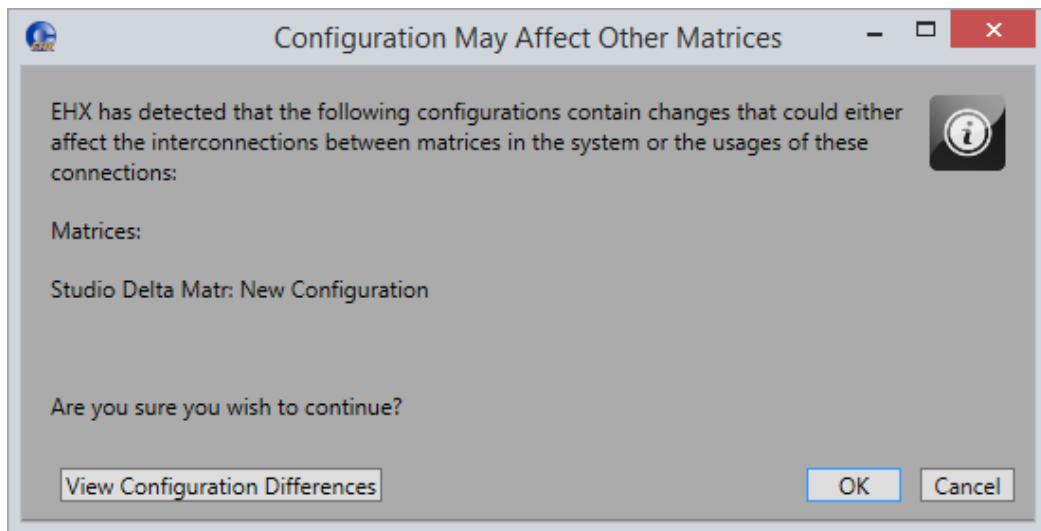 Configuration May Affect Other Matrices
EHX has detected that the following configurations contain changes that could either
affect the interconnections between matrices in the system or the usages of these
connections:
Matrices:
Studio Delta Matr: New Configuration
Are you sure you wish to continue?
View Configuration Differences
OK
Cancel